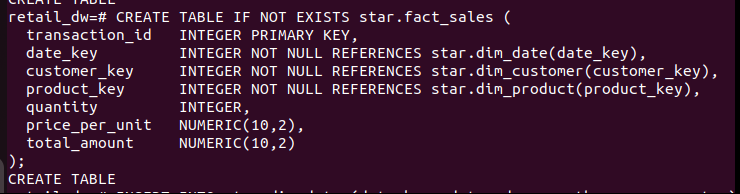 CREATE TABLE
retail_dw=# CREATE TABLE IF NOT EXISTS star.fact_sales (
  transaction_id   INTEGER PRIMARY KEY,
  date_key         INTEGER NOT NULL REFERENCES star.dim_date(date_key),
  customer_key     INTEGER NOT NULL REFERENCES star.dim_customer(customer_key),
  product_key      INTEGER NOT NULL REFERENCES star.dim_product(product_key),
  quantity         INTEGER,
  price_per_unit   NUMERIC(10,2),
  total_amount     NUMERIC(10,2)
);
CREATE TABLE